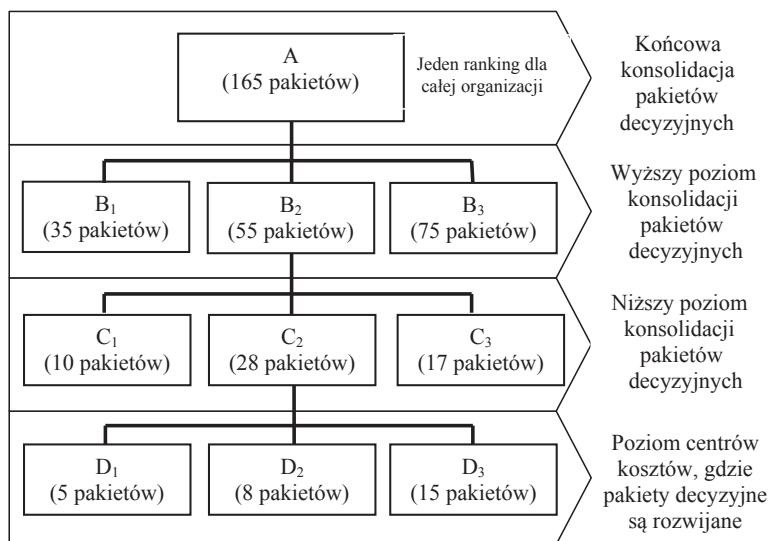 A
(165 pakietów)
Jeden ranking dla
całej organizacji
Końcowa
konsolidacja
pakietów
decyzyjnych
B₁
(35 pakietów)
B₂
(55 pakietów)
B₃
(75 pakietów)
Wyższy poziom
konsolidacji
pakietów
decyzyjnych
C₁
(10 pakietów)
C₂
(28 pakietów)
C₃
(17 pakietów)
Niższy poziom
konsolidacji
pakietów
decyzyjnych
D₁
(5 pakietów)
D₂
(8 pakietów)
D₃
(15 pakietów)
Poziom centrów
kosztów, gdzie
pakiety decyzyjne
są rozwijane